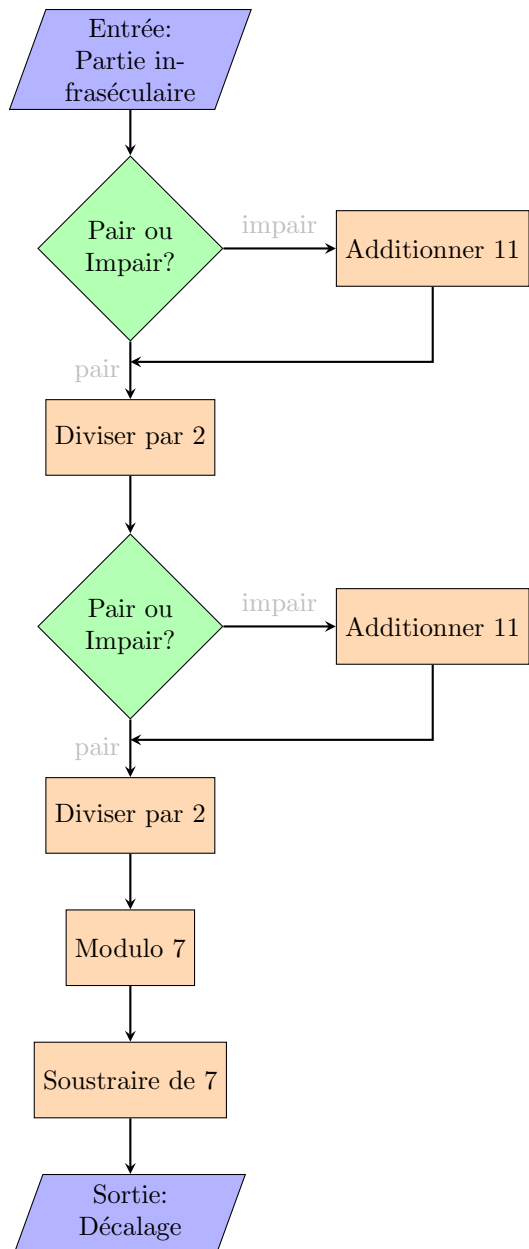 Entrée:
Partie in-
fraséculaire
Pair ou
Impair?
impair
Additionner 11
pair
Diviser par 2
Pair ou
Impair?
impair
Additionner 11
pair
Diviser par 2
Modulo 7
Soustraire de 7
Sortie:
Décalage